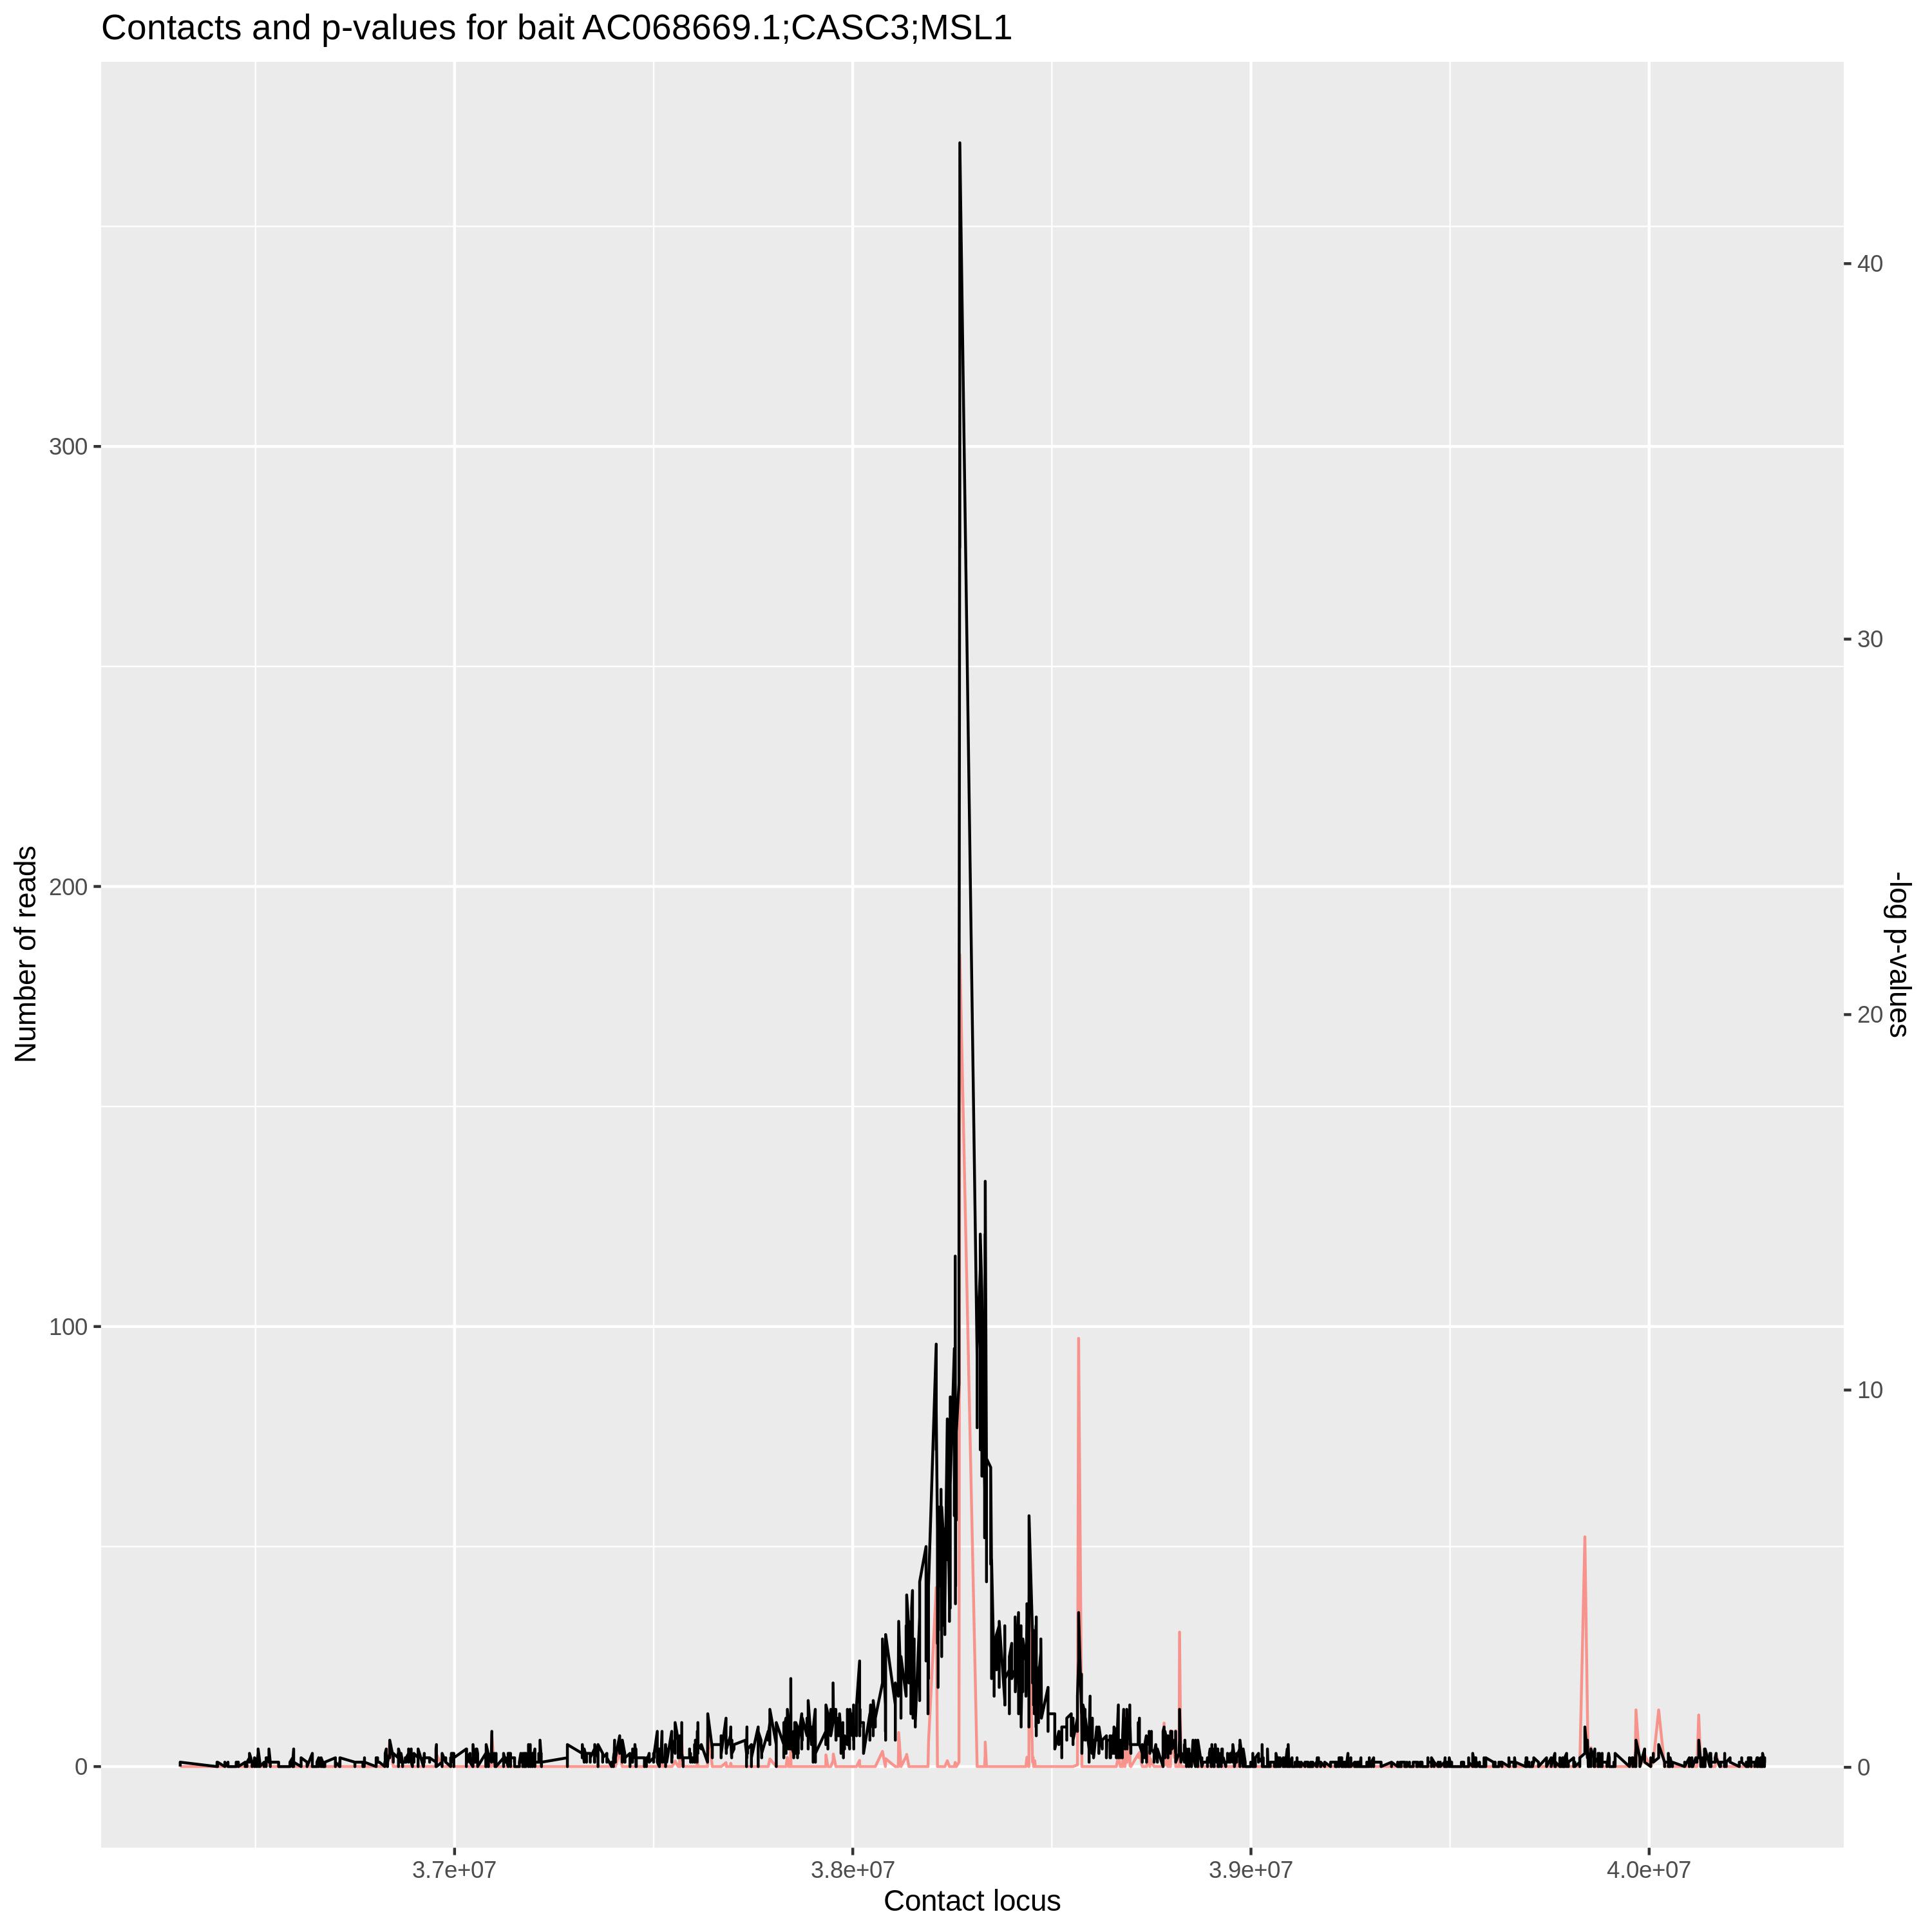 Contacts and p-values for bait AC068669.1;CASC3;MSL1
Number of reads
300
200
100
0
40
30
20
10
0
-log p-values
3.7e+07
3.8e+07
3.9e+07
4.0e+07
Contact locus